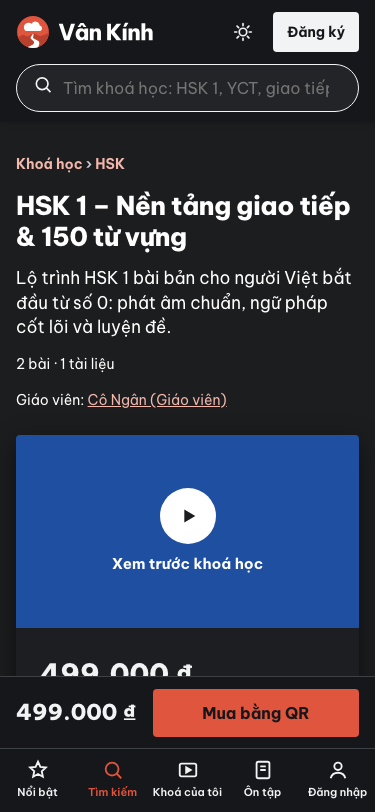 Vân Kính
Đăng ký
Tìm khoá học: HSK 1, YCT, giao tiếp
Khoá học › HSK
HSK 1 – Nền tảng giao tiếp
& 150 từ vựng
Lộ trình HSK 1 bài bản cho người Việt bắt
đầu từ số 0: phát âm chuẩn, ngữ pháp
cốt lõi và luyện đề.
2 bài · 1 tài liệu
Giáo viên: Cô Ngân (Giáo viên)
Xem trước khoá học
499.000 ₫
499.000 ₫
Mua bằng QR
Nổi bật
Tìm kiếm
Khoá của tôi
Ôn tập
Đăng nhập